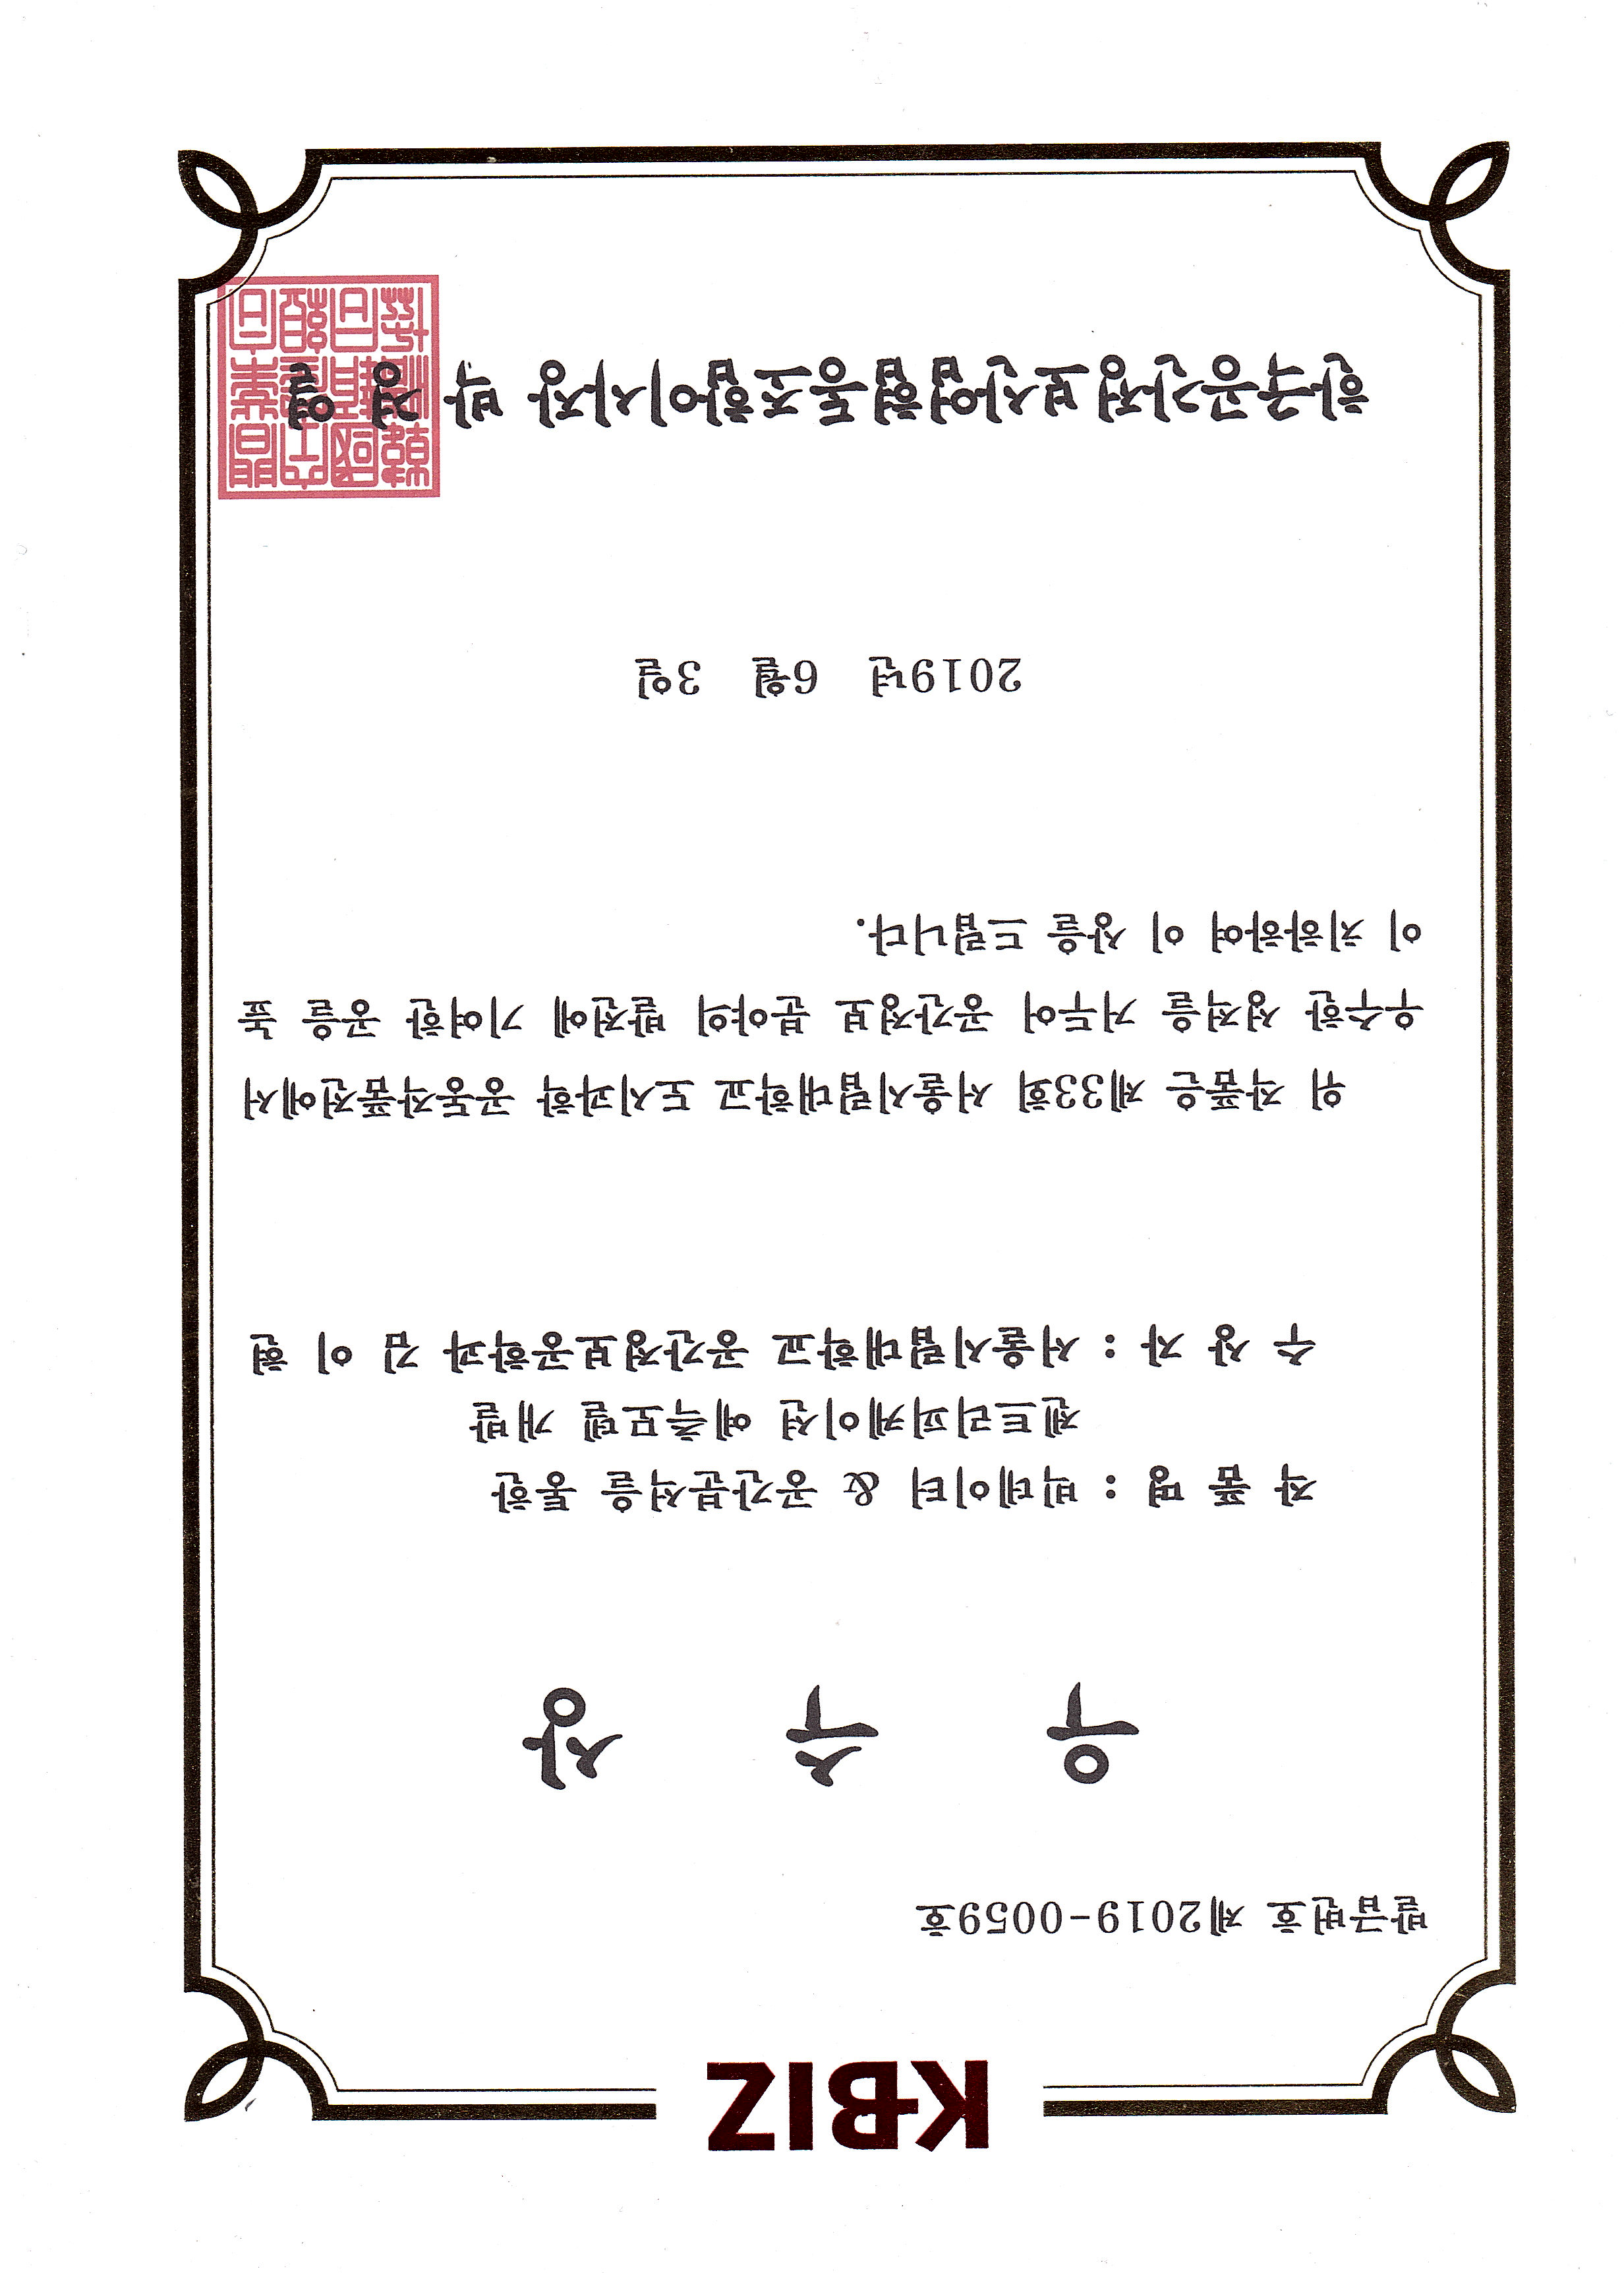 K-BIZ
발급번호 제2019-0059호
우 수 상
작 품 명 : 빅데이터 & 공간분석을 통한
젠트리피케이션 예측모델 개발
수 상 자 : 서울시립대학교 공간정보공학과 김 이 현
위 작품은 제33회 서울시립대학교 도시과학 공동작품전에서
우수한 성적을 거두어 공간정보 분야의 발전에 기여한 공을 높
이 치하하여 이 상을 드립니다.
2019년 6월 3일
한국공간정보산업협동조합이사장 박 경 열
韓國空間
情報産業
協同組合